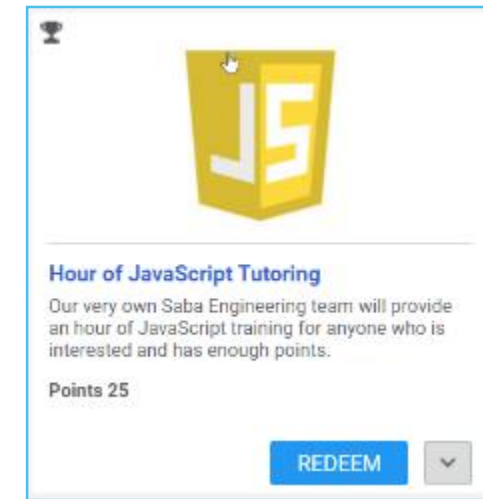 JS
Hour of JavaScript Tutoring
Our very own Saba Engineering team will provide
an hour of JavaScript training for anyone who is
interested and has enough points.
Points 25
REDEEM